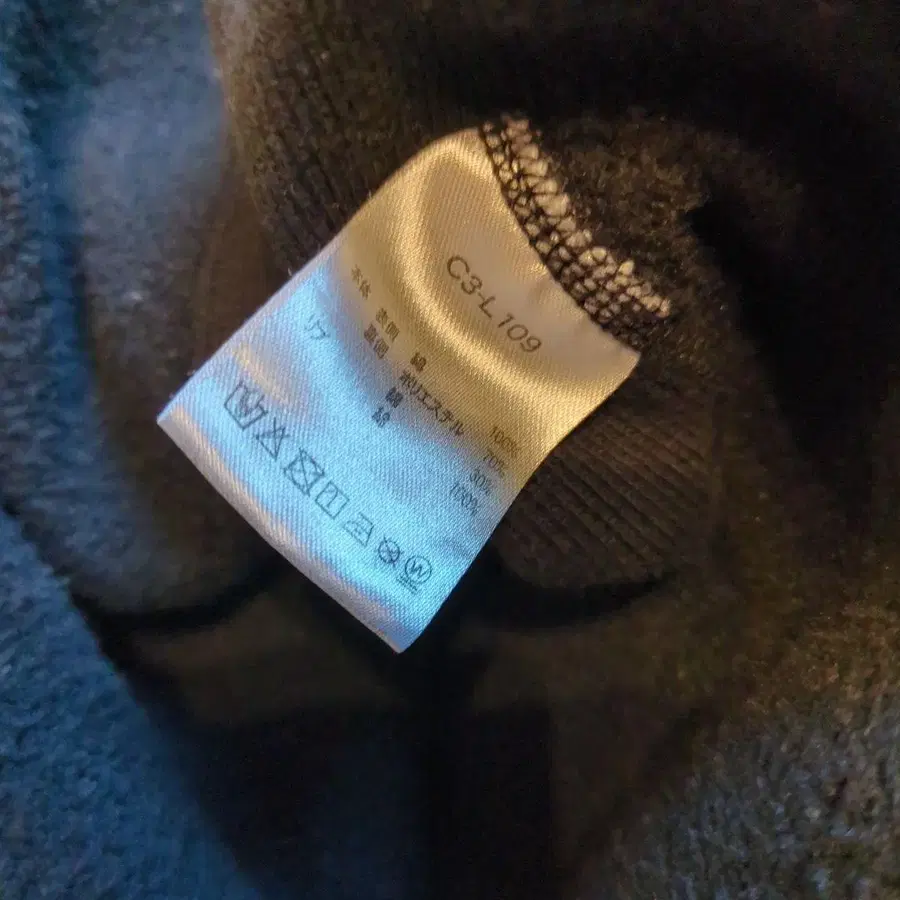 C3-L109
本体 表側 綿 100%
裏側 ポリエステル 70%
綿 30%
リブ 綿 100%
W